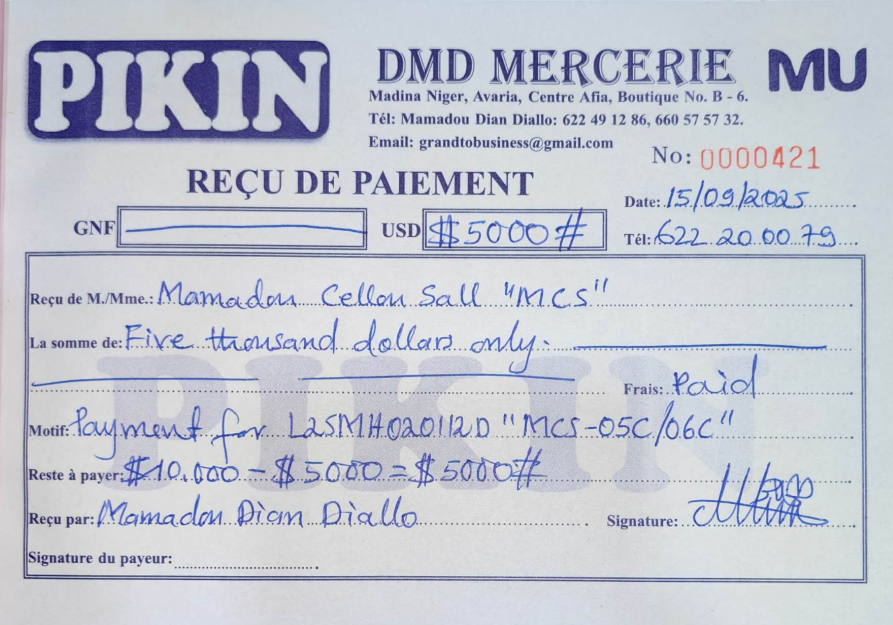 PIKIN
DMD MERCERIE
MU
Madina Niger, Avaria, Centre Afia, Boutique No. B - 6.
Tél: Mamadou Dian Diallo: 622 49 12 86, 660 57 57 32.
Email: grandtobusiness@gmail.com
No: 0000421
REÇU DE PAIEMENT
Date: 15/09/2025
GNF USD $5000#
Tél: 622 20 00 79
Reçu de M./Mme.: Mamadou Cellou Sall "MCS"
La somme de: Five thousand dollars only.
Frais: Paid
Motif: Payment for L25MH020112D "MCS-05C/06C"
Reste à payer: $10.000 - $5000 = $5000#
Reçu par: Mamadou Dian Diallo
Signature:
Signature du payeur:
PIKIN